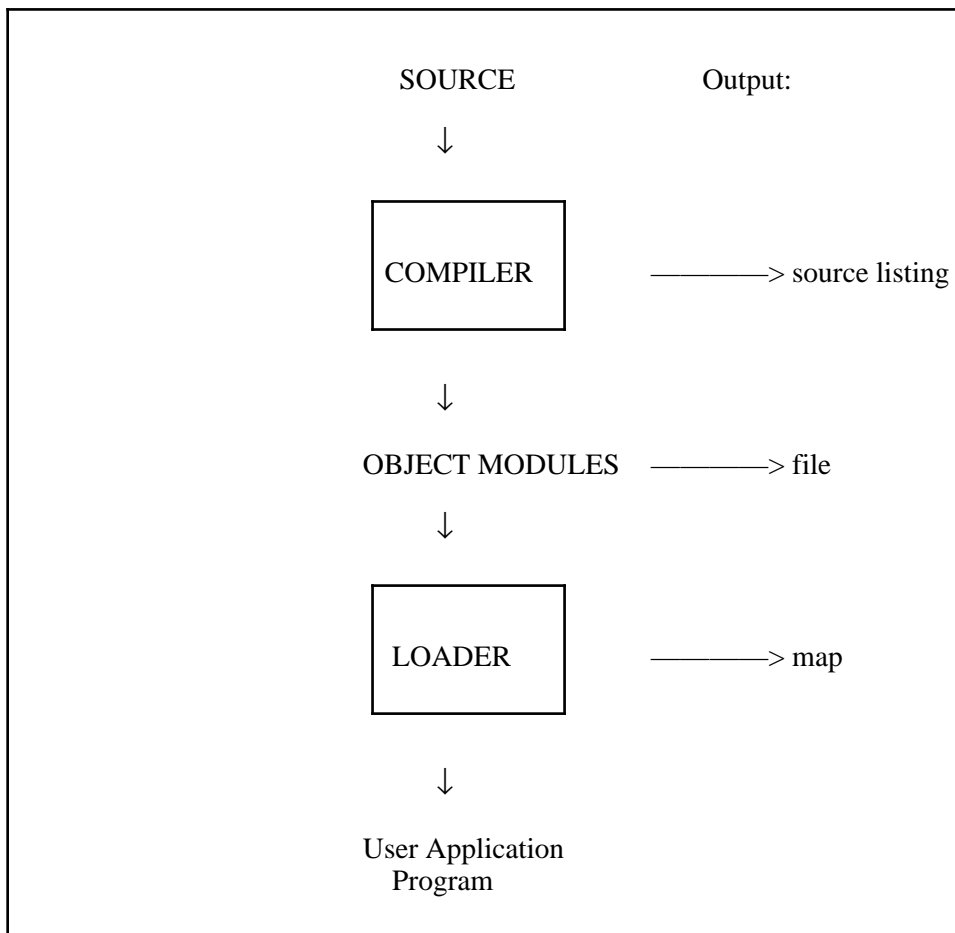 SOURCE Output:
↓
COMPILER ————> source listing
↓
OBJECT MODULES ————> file
↓
LOADER ————> map
↓
User Application
Program